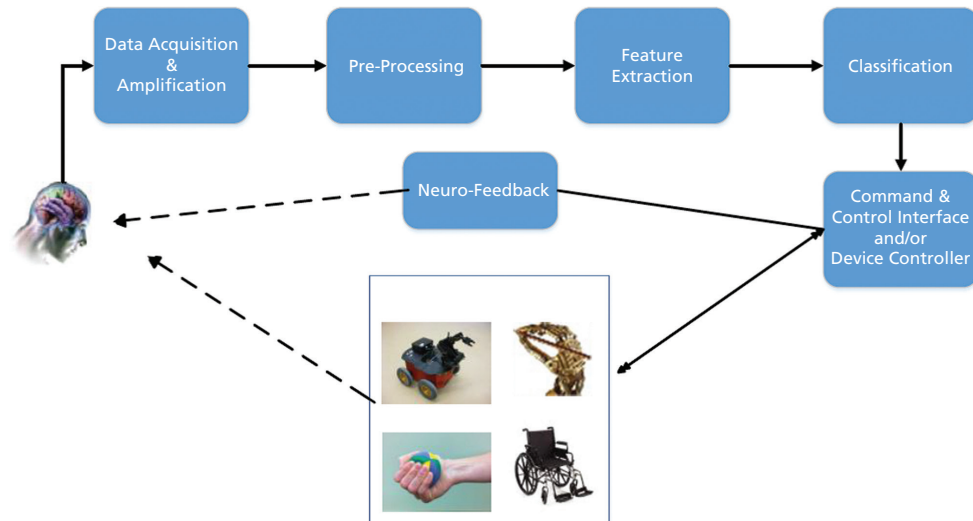 Data Acquisition
&
Amplification
Pre-Processing
Feature
Extraction
Classification
Neuro-Feedback
Command &
Control Interface
and/or
Device Controller